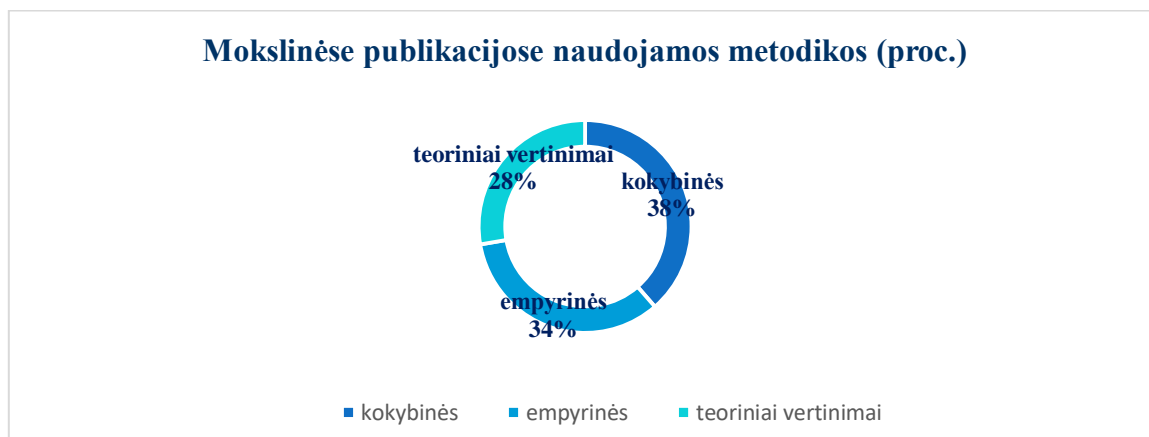 Mokslinėse publikacijose naudojamos metodikos (proc.)
teoriniai vertinimai
28%
kokybinės
38%
empyrinės
34%
kokybinės
empyrinės
teoriniai vertinimai